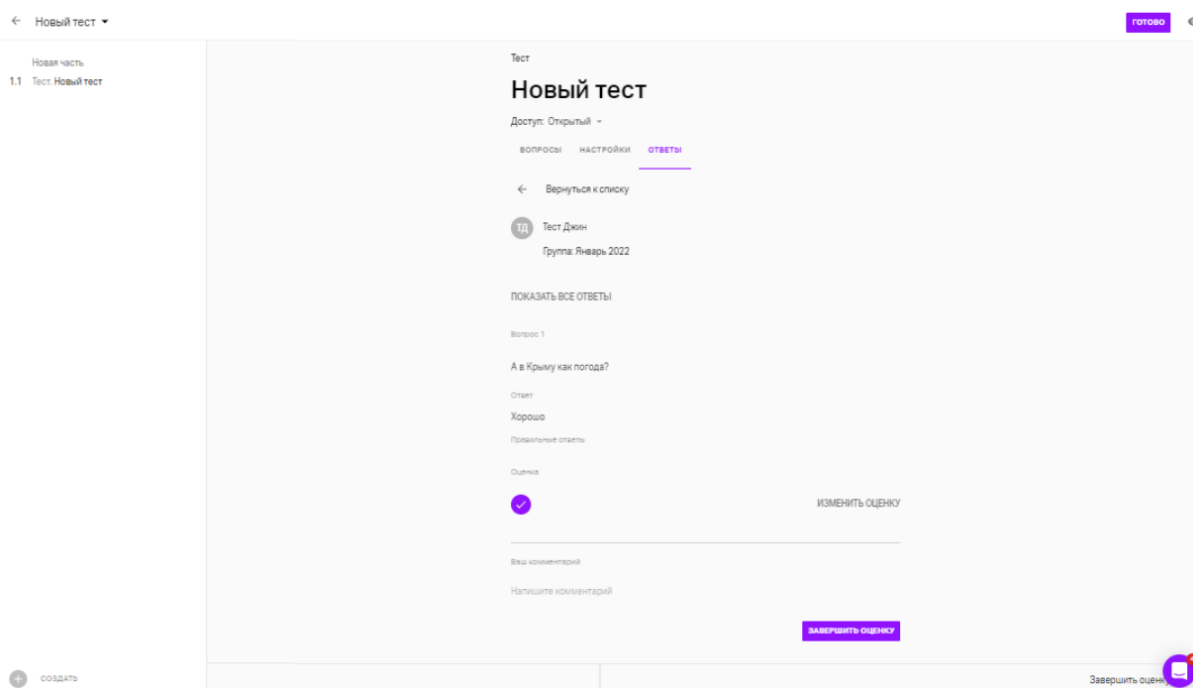 Новый тест
ГОТОВО
Новая часть
1.1 Тест: Новый тест
Тест
Новый тест
Доступ: Открытый
ВОПРОСЫ НАСТРОЙКИ ОТВЕТЫ
Вернуться к списку
ТД Тест Джин
Группа: Январь 2022
ПОКАЗАТЬ ВСЕ ОТВЕТЫ
Вопрос 1
А в Крыму как погода?
Ответ
Хорошо
Правильные ответы
Оценка
ИЗМЕНИТЬ ОЦЕНКУ
Ваш комментарий
Напишите комментарий
ЗАВЕРШИТЬ ОЦЕНКУ
СОЗДАТЬ
Завершить оценк